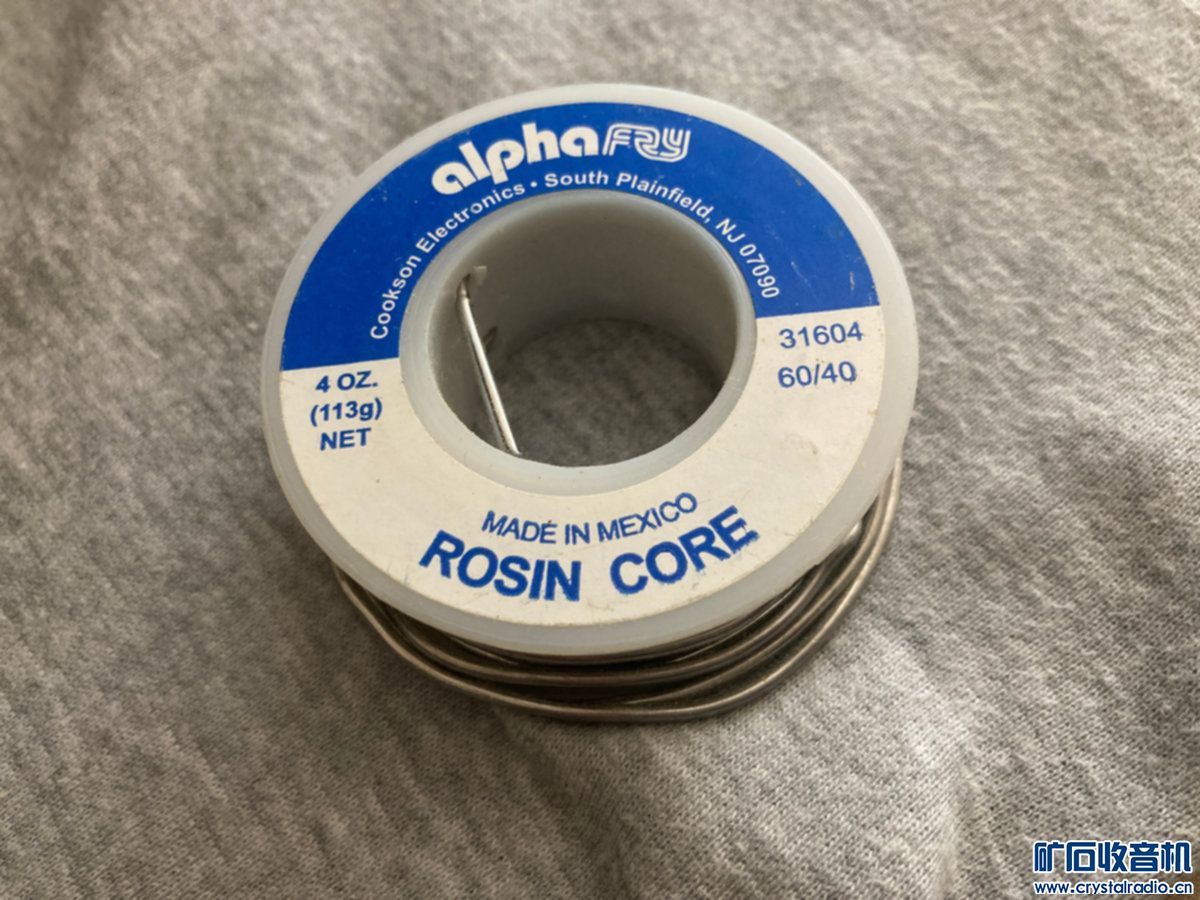 alphaFRY
Cookson Electronics • South Plainfield, NJ 07090
31604
60/40
4 OZ.
(113g)
NET
MADE IN MEXICO
ROSIN CORE
矿石收音机
www.crystalradio.cn